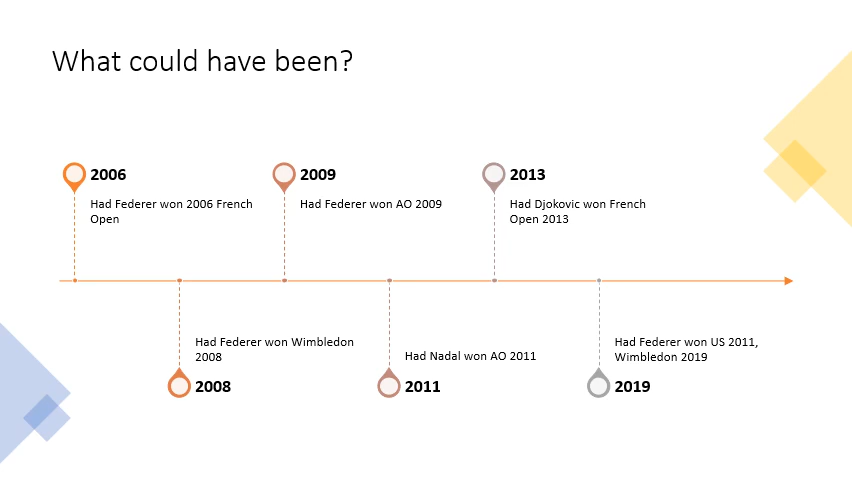 What could have been?
2006
Had Federer won 2006 French
Open
2009
Had Federer won AO 2009
2013
Had Djokovic won French
Open 2013
Had Federer won Wimbledon
2008
2008
Had Nadal won AO 2011
2011
Had Federer won US 2011,
Wimbledon 2019
2019